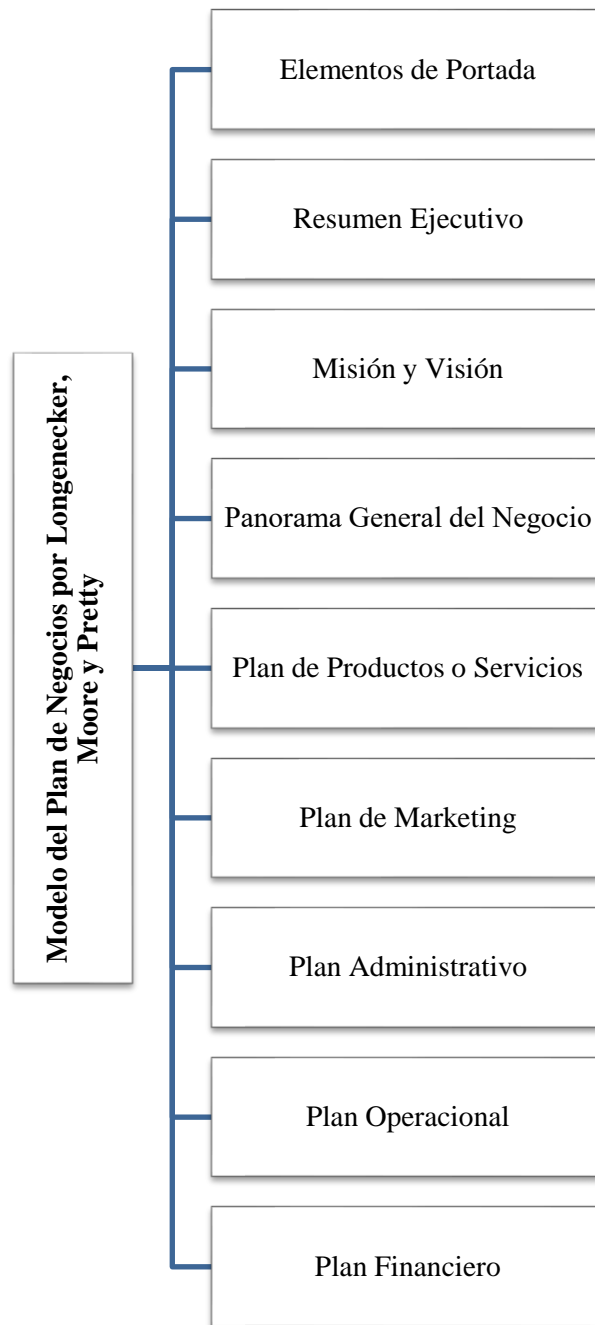 Modelo del Plan de Negocios por Longenecker,
Moore y Pretty
Elementos de Portada
Resumen Ejecutivo
Misión y Visión
Panorama General del Negocio
Plan de Productos o Servicios
Plan de Marketing
Plan Administrativo
Plan Operacional
Plan Financiero